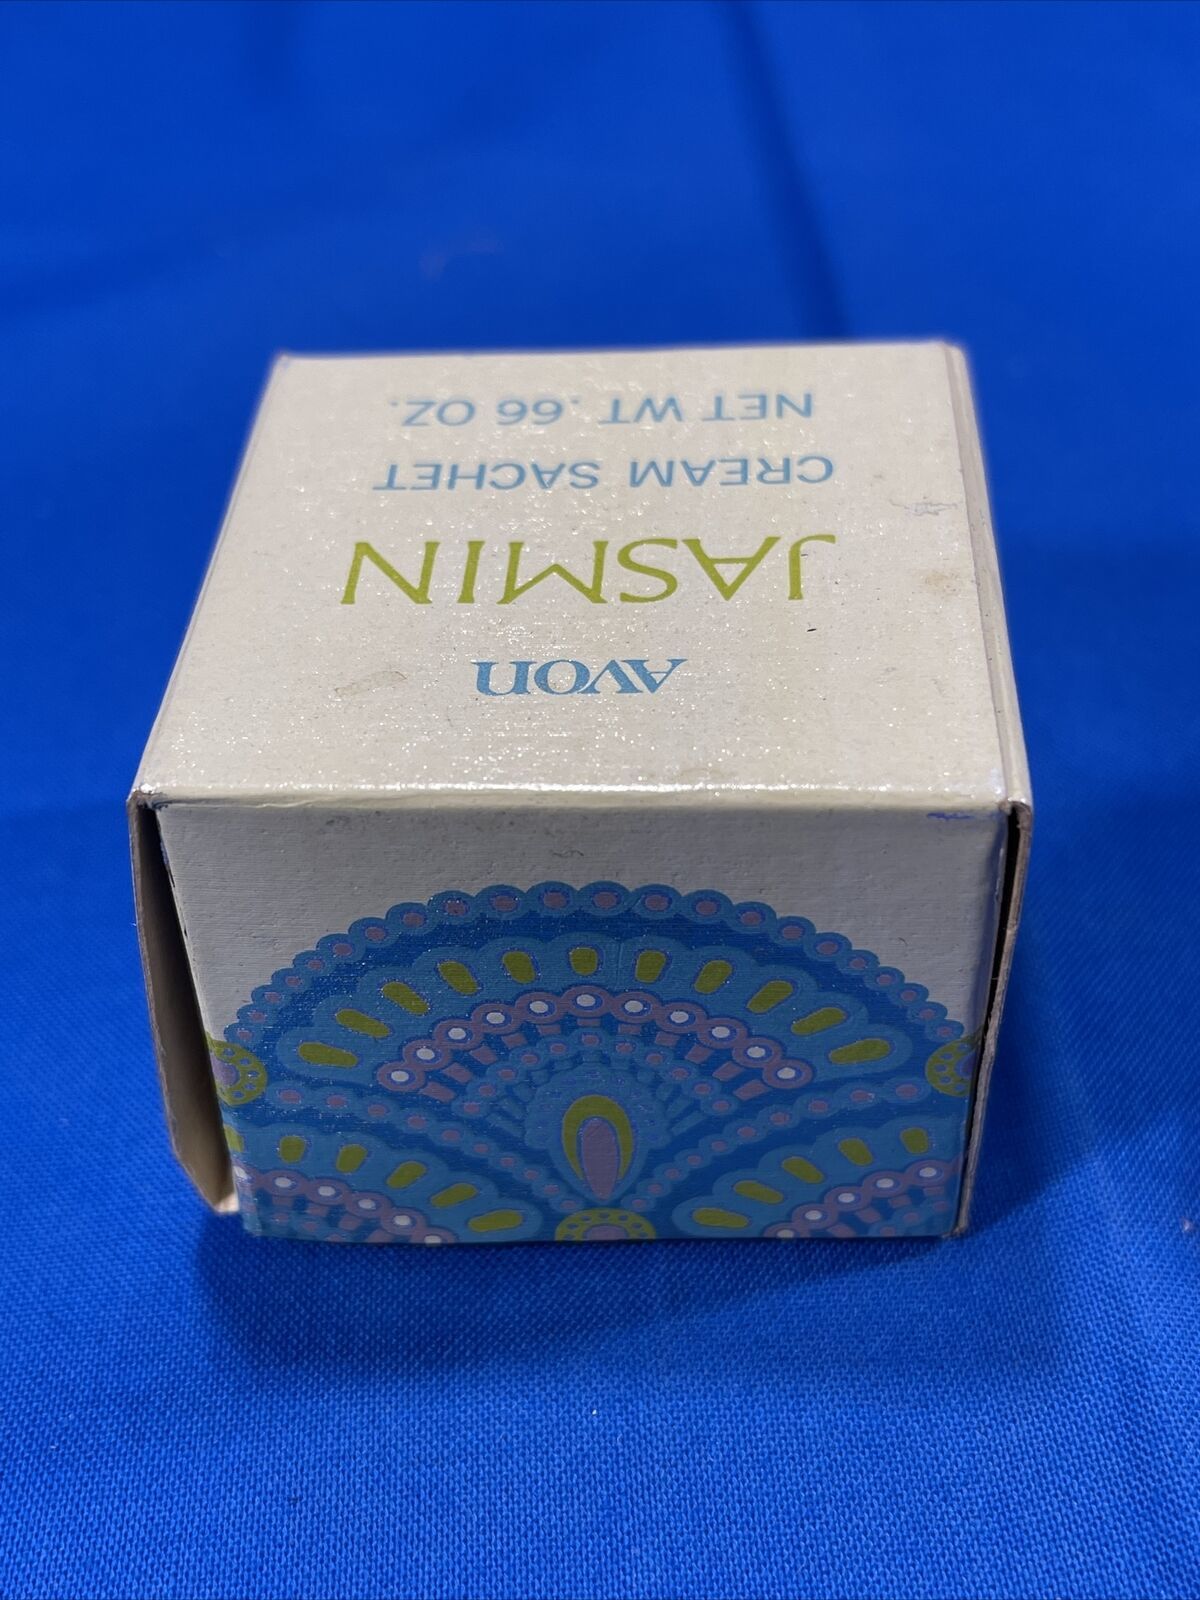 AVON
JASMIN
CREAM SACHET
NET WT. .66 OZ.